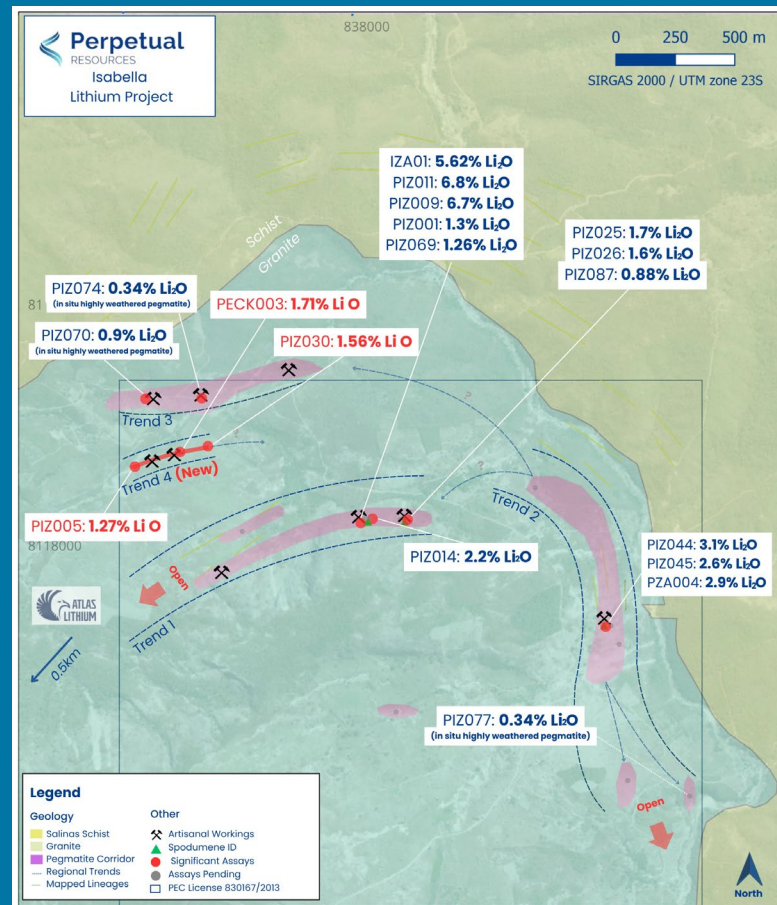 Perpetual
RESOURCES
Isabella
Lithium Project
838000
0 250 500 m
SIRGAS 2000 / UTM zone 23S
IZA01: 5.62% Li₂O
PIZ011: 6.8% Li₂O
PIZ009: 6.7% Li₂O
PIZ001: 1.3% Li₂O
PIZ069: 1.26% Li₂O
PIZ025: 1.7% Li₂O
PIZ026: 1.6% Li₂O
PIZ087: 0.88% Li₂O
Schist
Granite
PIZ074: 0.34% Li₂O
(in situ highly weathered pegmatite)
81
PECK003: 1.71% Li O
PIZ070: 0.9% Li₂O
(in situ highly weathered pegmatite)
PIZ030: 1.56% Li O
Trend 3
?
?
?
Trend 4 (New)
Trend 2
PIZ005: 1.27% Li O
8118000
PIZ014: 2.2% Li₂O
PIZ044: 3.1% Li₂O
PIZ045: 2.6% Li₂O
PZA004: 2.9% Li₂O
Open
ATLAS
LITHIUM
Trend 1
0.5km
PIZ077: 0.34% Li₂O
(in situ highly weathered pegmatite)
Open
Legend
Geology
Salinas Schist
Granite
Pegmatite Corridor
Regional Trends
Mapped Lineages
Other
Artisanal Workings
Spodumene ID
Significant Assays
Assays Pending
PEC License 830167/2013
North